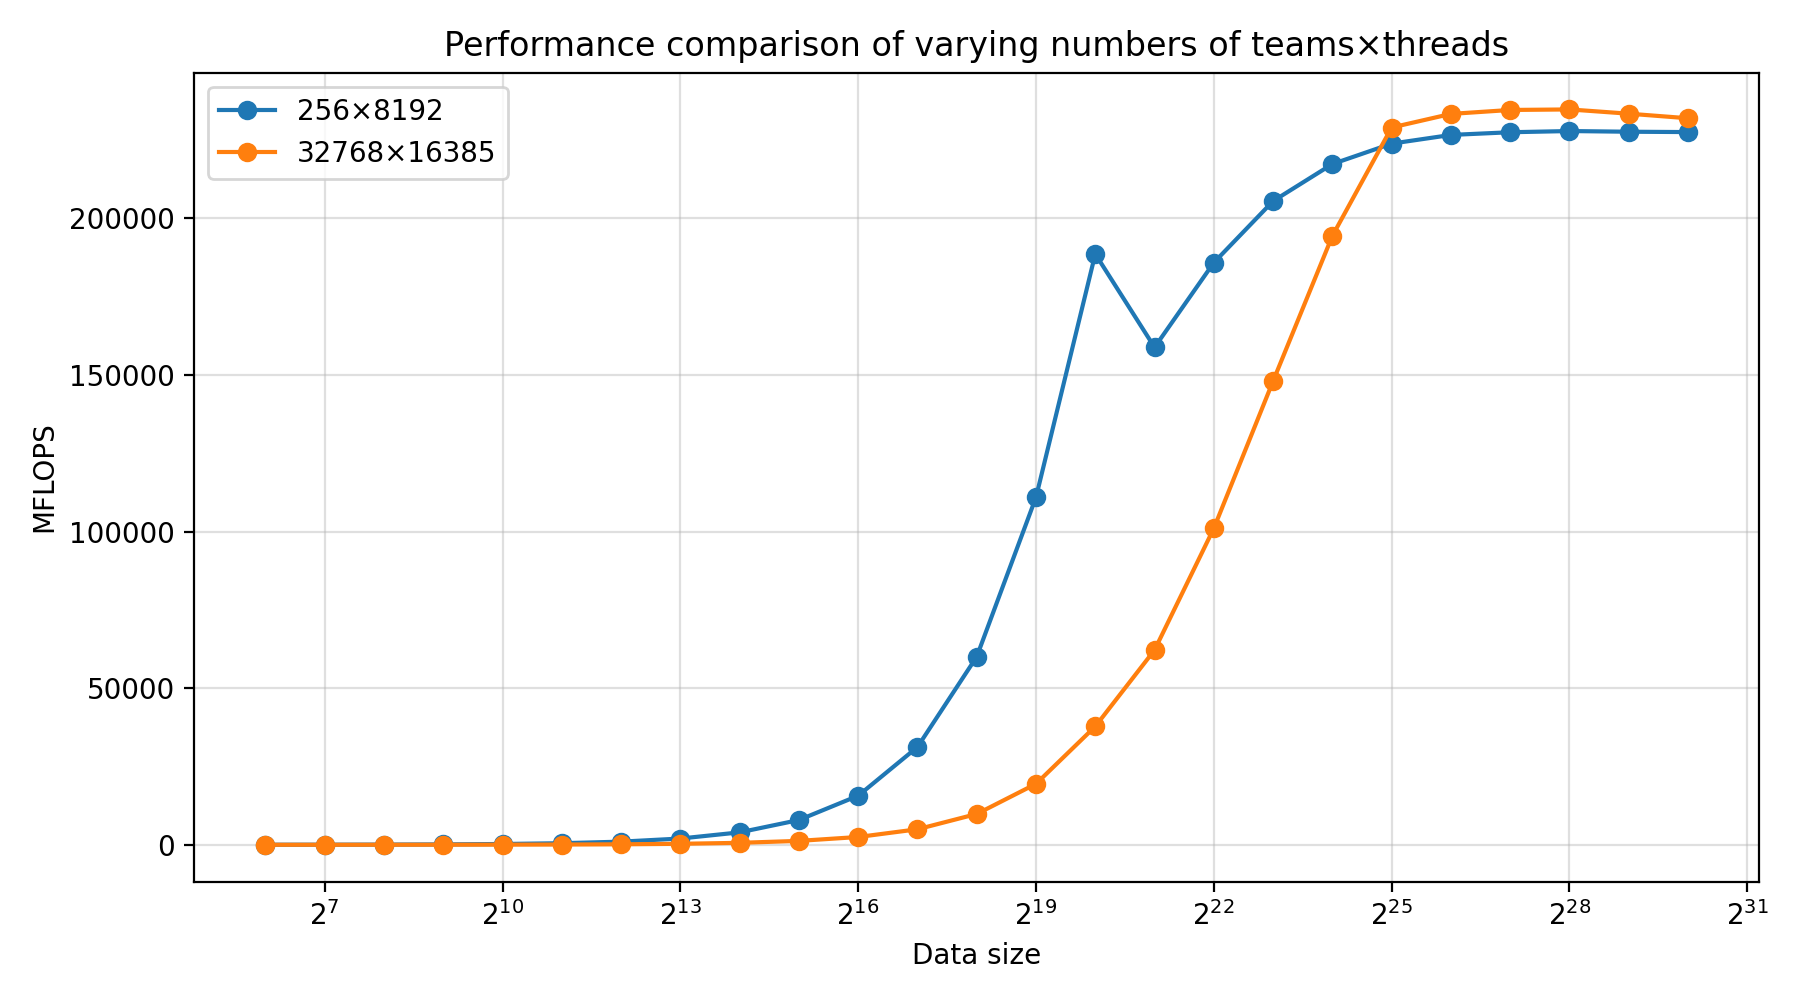 Performance comparison of varying numbers of teams×threads
256×8192
32768×16385
200000
150000
100000
50000
0
MFLOPS
2⁷ 2¹⁰ 2¹³ 2¹⁶ 2¹⁹ 2²² 2²⁵ 2²⁸ 2³¹
Data size